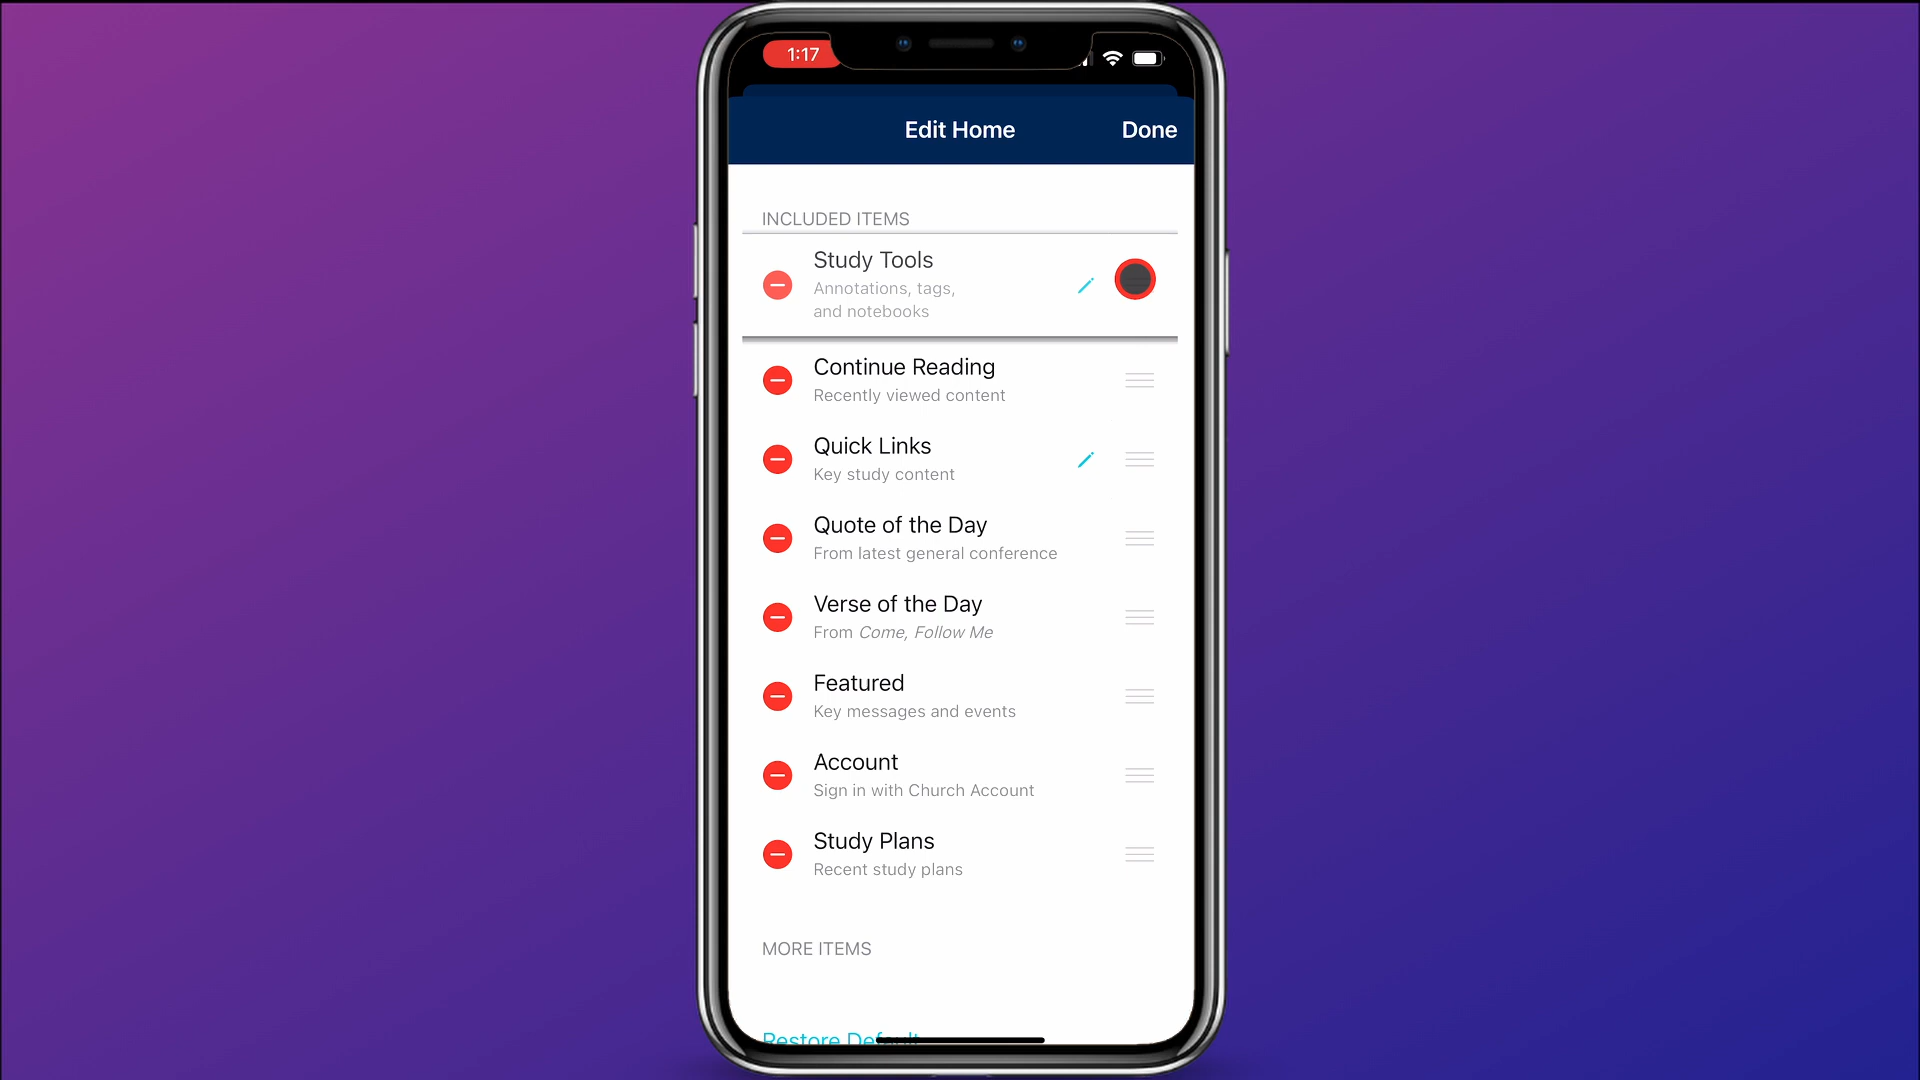 1:17
Edit Home
Done
INCLUDED ITEMS
Study Tools
Annotations, tags,
and notebooks
Continue Reading
Recently viewed content
Quick Links
Key study content
Quote of the Day
From latest general conference
Verse of the Day
From Come, Follow Me
Featured
Key messages and events
Account
Sign in with Church Account
Study Plans
Recent study plans
MORE ITEMS
Restore Default